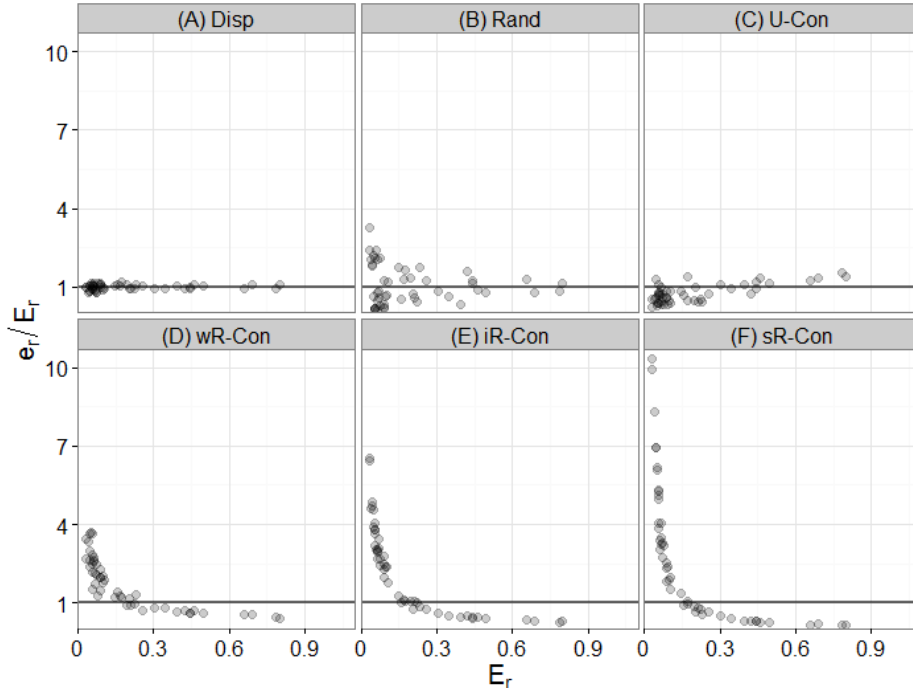 (A) Disp (B) Rand (C) U-Con
10
7
4
1
(D) wR-Con (E) iR-Con (F) sR-Con
10
7
4
1
0 0.3 0.6 0.9 0 0.3 0.6 0.9 0 0.3 0.6 0.9
e_r/E_r
E_r